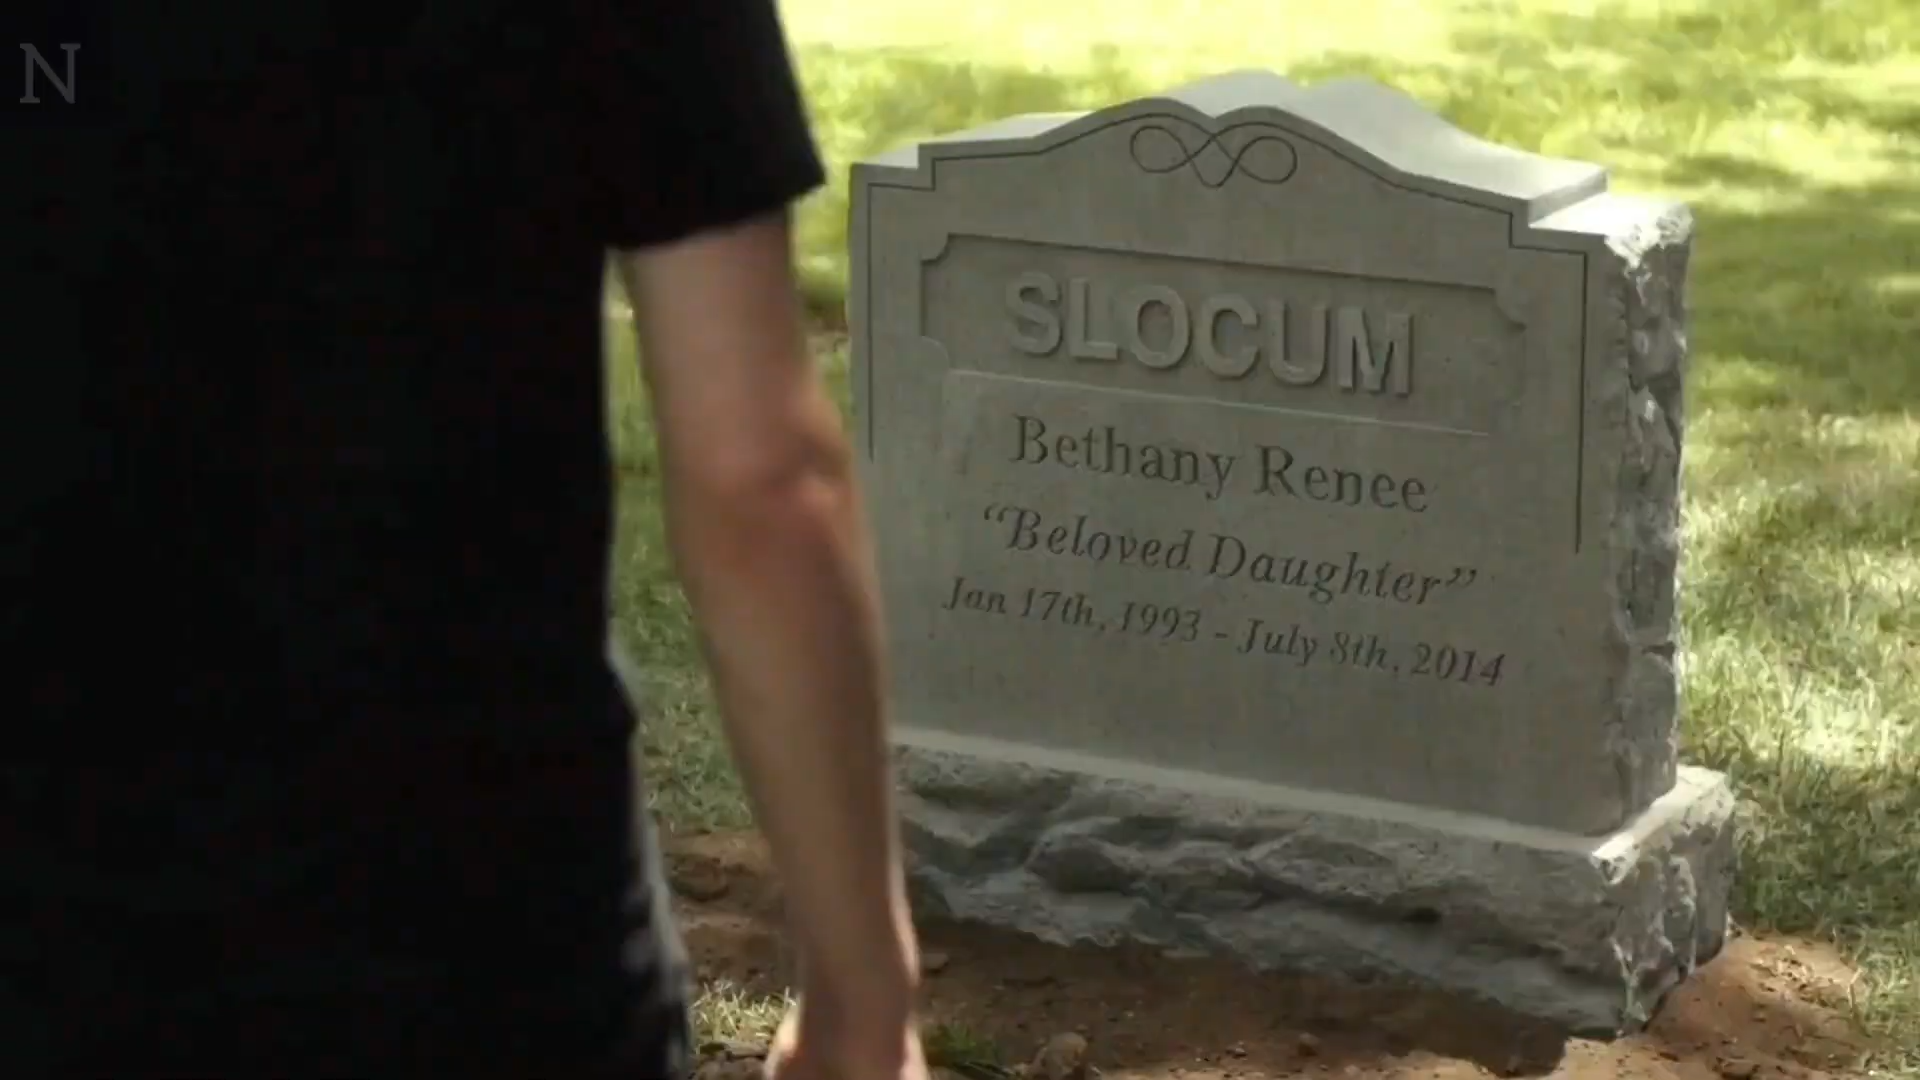 N
SLOCUM
Bethany Renee
“Beloved Daughter”
Jan 17th, 1993 - July 8th, 2014